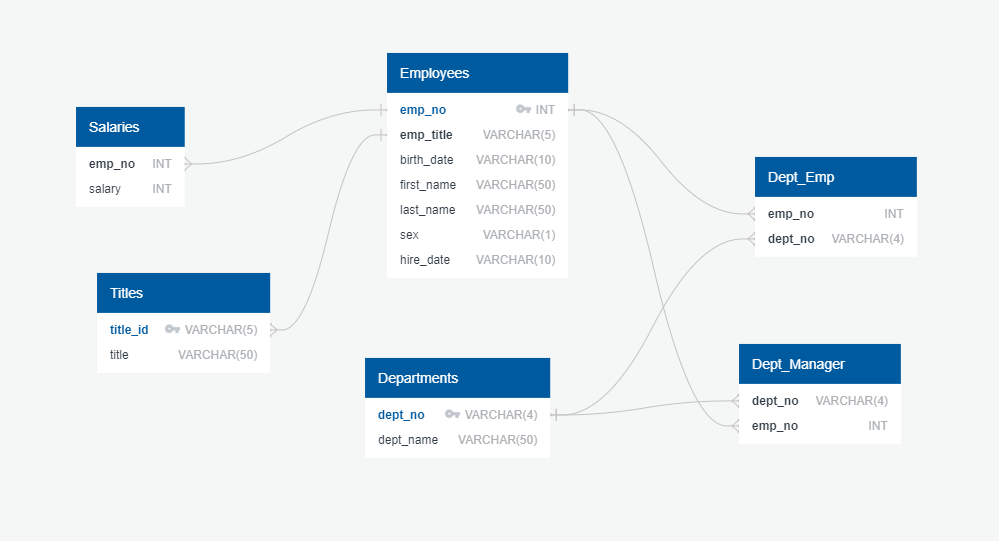 Employees
emp_no INT
emp_title VARCHAR(5)
birth_date VARCHAR(10)
first_name VARCHAR(50)
last_name VARCHAR(50)
sex VARCHAR(1)
hire_date VARCHAR(10)
Salaries
emp_no INT
salary INT
Dept_Emp
emp_no INT
dept_no VARCHAR(4)
Titles
title_id VARCHAR(5)
title VARCHAR(50)
Departments
dept_no VARCHAR(4)
dept_name VARCHAR(50)
Dept_Manager
dept_no VARCHAR(4)
emp_no INT